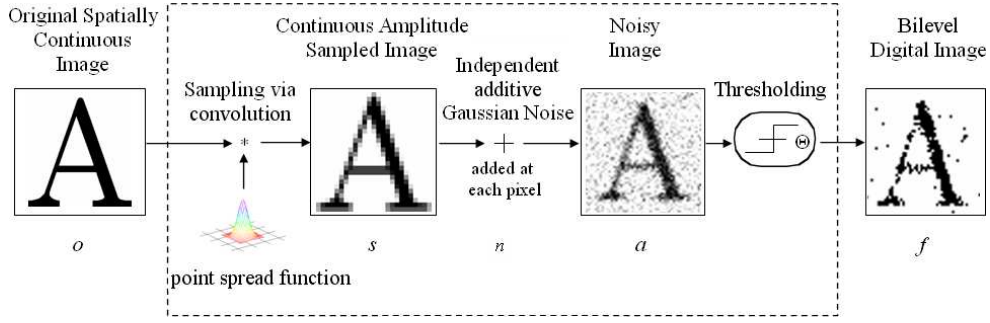 Original Spatially
Continuous
Image
A
o
Sampling via
convolution
*
point spread function
Continuous Amplitude
Sampled Image
A
s
Independent
additive
Gaussian Noise
+
added at
each pixel
n
Noisy
Image
A
a
Thresholding
Θ
Bilevel
Digital Image
A
f